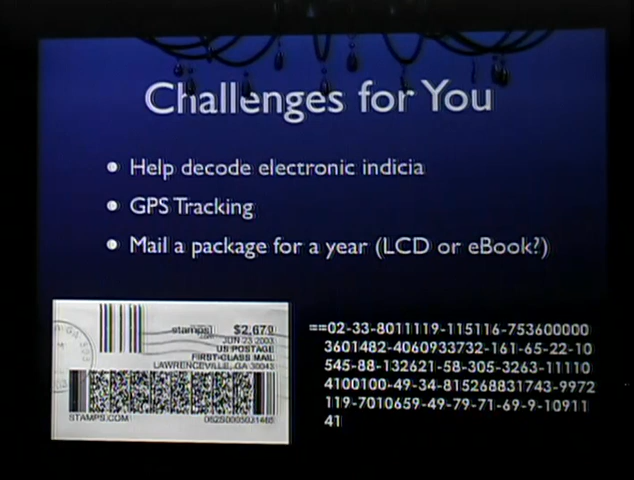 Challenges for You
Help decode electronic indicia
GPS Tracking
Mail a package for a year (LCD or eBook?)
stamps $2.679
JUN 23 2003
US POSTAGE
FIRST-CLASS MAIL
LAWRENCEVILLE, GA 30043
STAMPS.COM 062S0005031485
==02-33-8011119-115116-753600000
3601482-4060933732-161-65-22-10
545-88-132621-58-305-3263-11110
4100100-49-34-815268831743-9972
119-7010659-49-79-71-69-9-10911
41